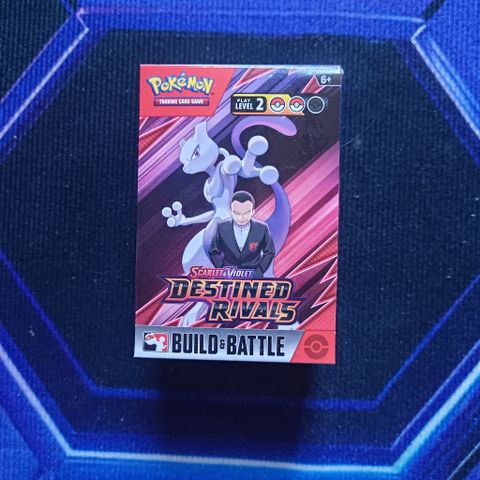 Pokémon
TRADING CARD GAME
PLAY LEVEL 2
6+
R
SCARLET & VIOLET
DESTINED
RIVALS
BUILD & BATTLE